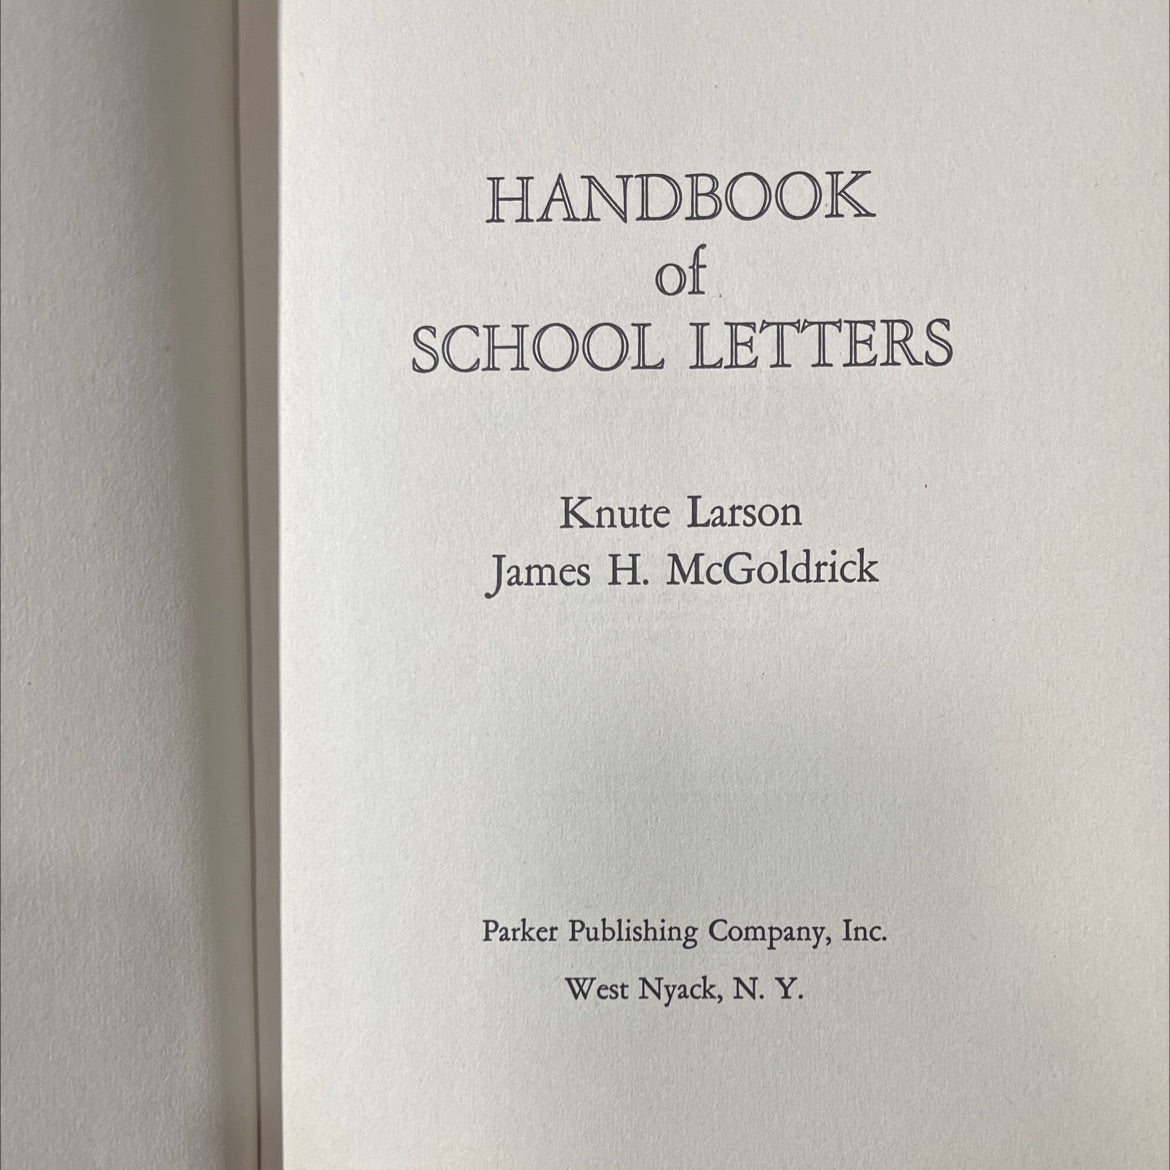 HANDBOOK
of
SCHOOL LETTERS
Knute Larson
James H. McGoldrick
Parker Publishing Company, Inc.
West Nyack, N. Y.